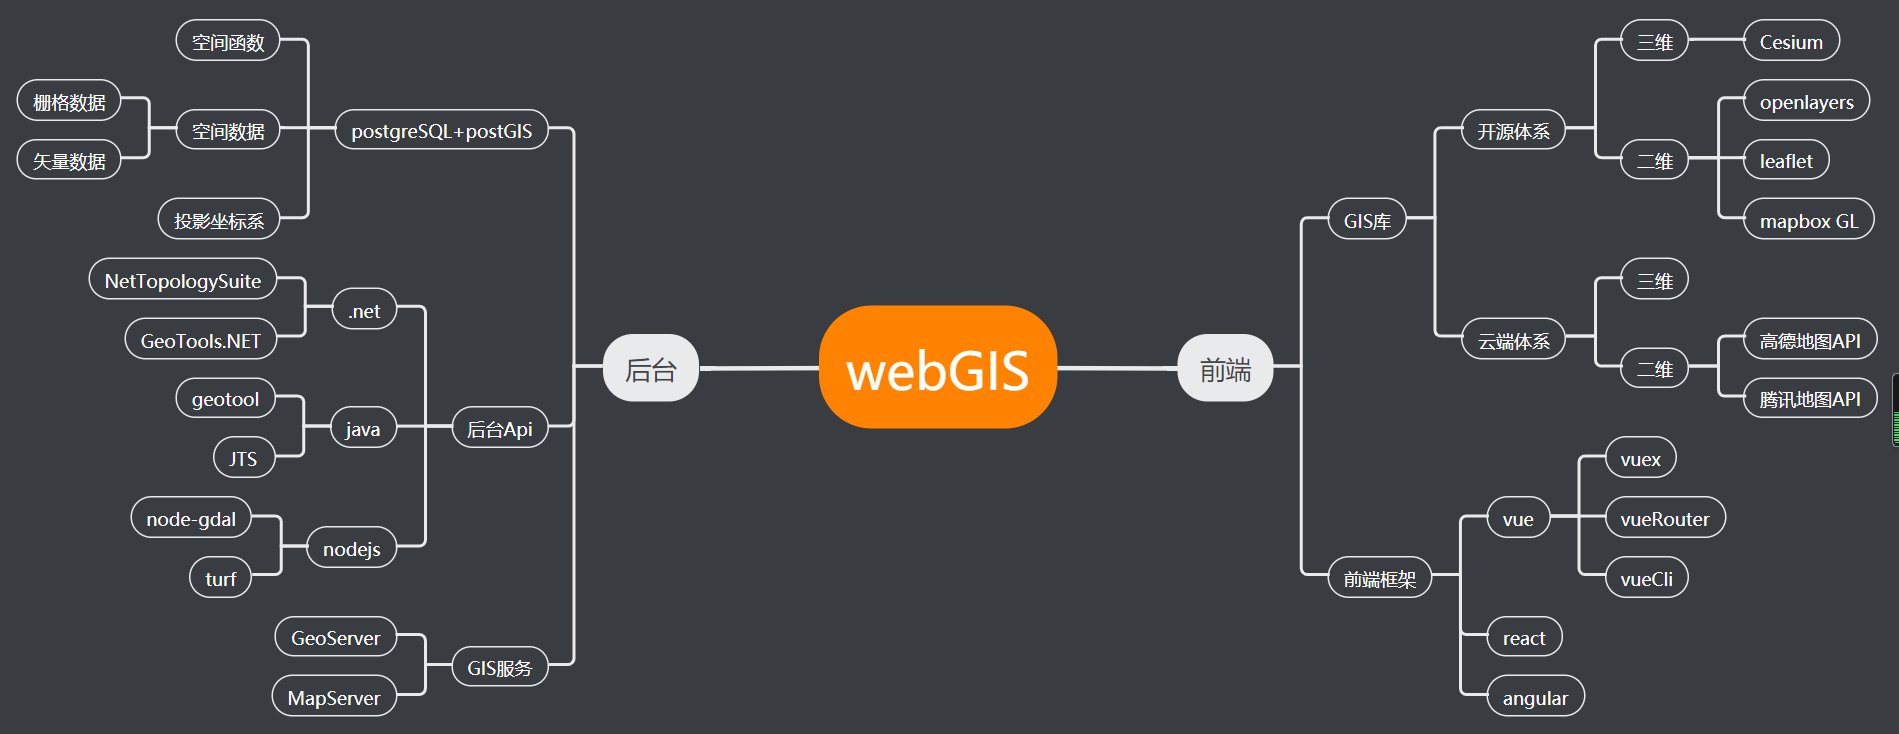 webGIS
后台
postgreSQL+postGIS
空间函数
空间数据
栅格数据
矢量数据
投影坐标系
后台Api
.net
NetTopologySuite
GeoTools.NET
java
geotool
JTS
nodejs
node-gdal
turf
GIS服务
GeoServer
MapServer
前端
GIS库
开源体系
三维
Cesium
二维
openlayers
leaflet
mapbox GL
云端体系
三维
二维
高德地图API
腾讯地图API
前端框架
vue
vuex
vueRouter
vueCli
react
angular